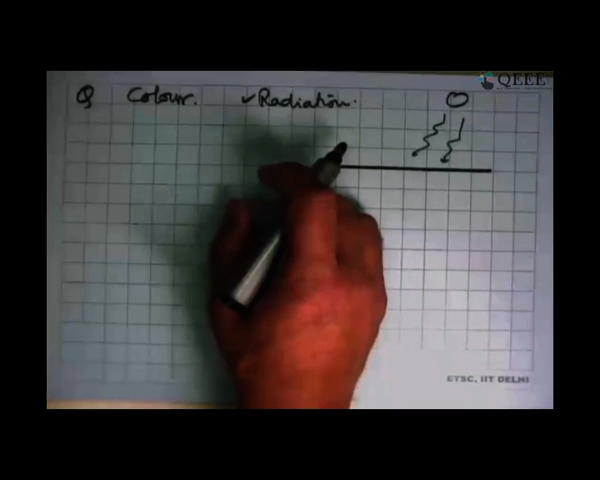 QEEE
Q Colour. ✓Radiation.
ETSC, IIT DELHI